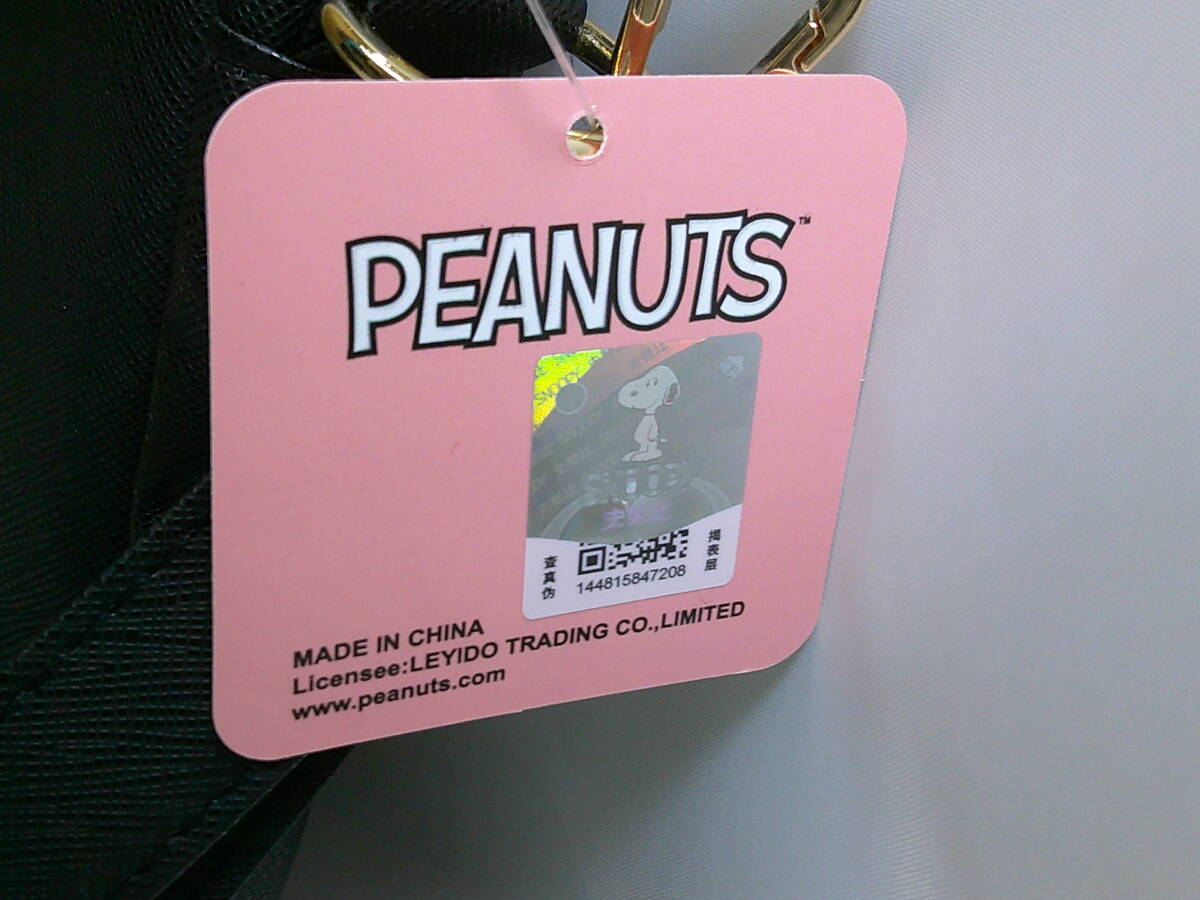 PEANUTS™
SNOOPY
查真伪
揭表层
144815847208
MADE IN CHINA
Licensee:LEYIDO TRADING CO.,LIMITED
www.peanuts.com